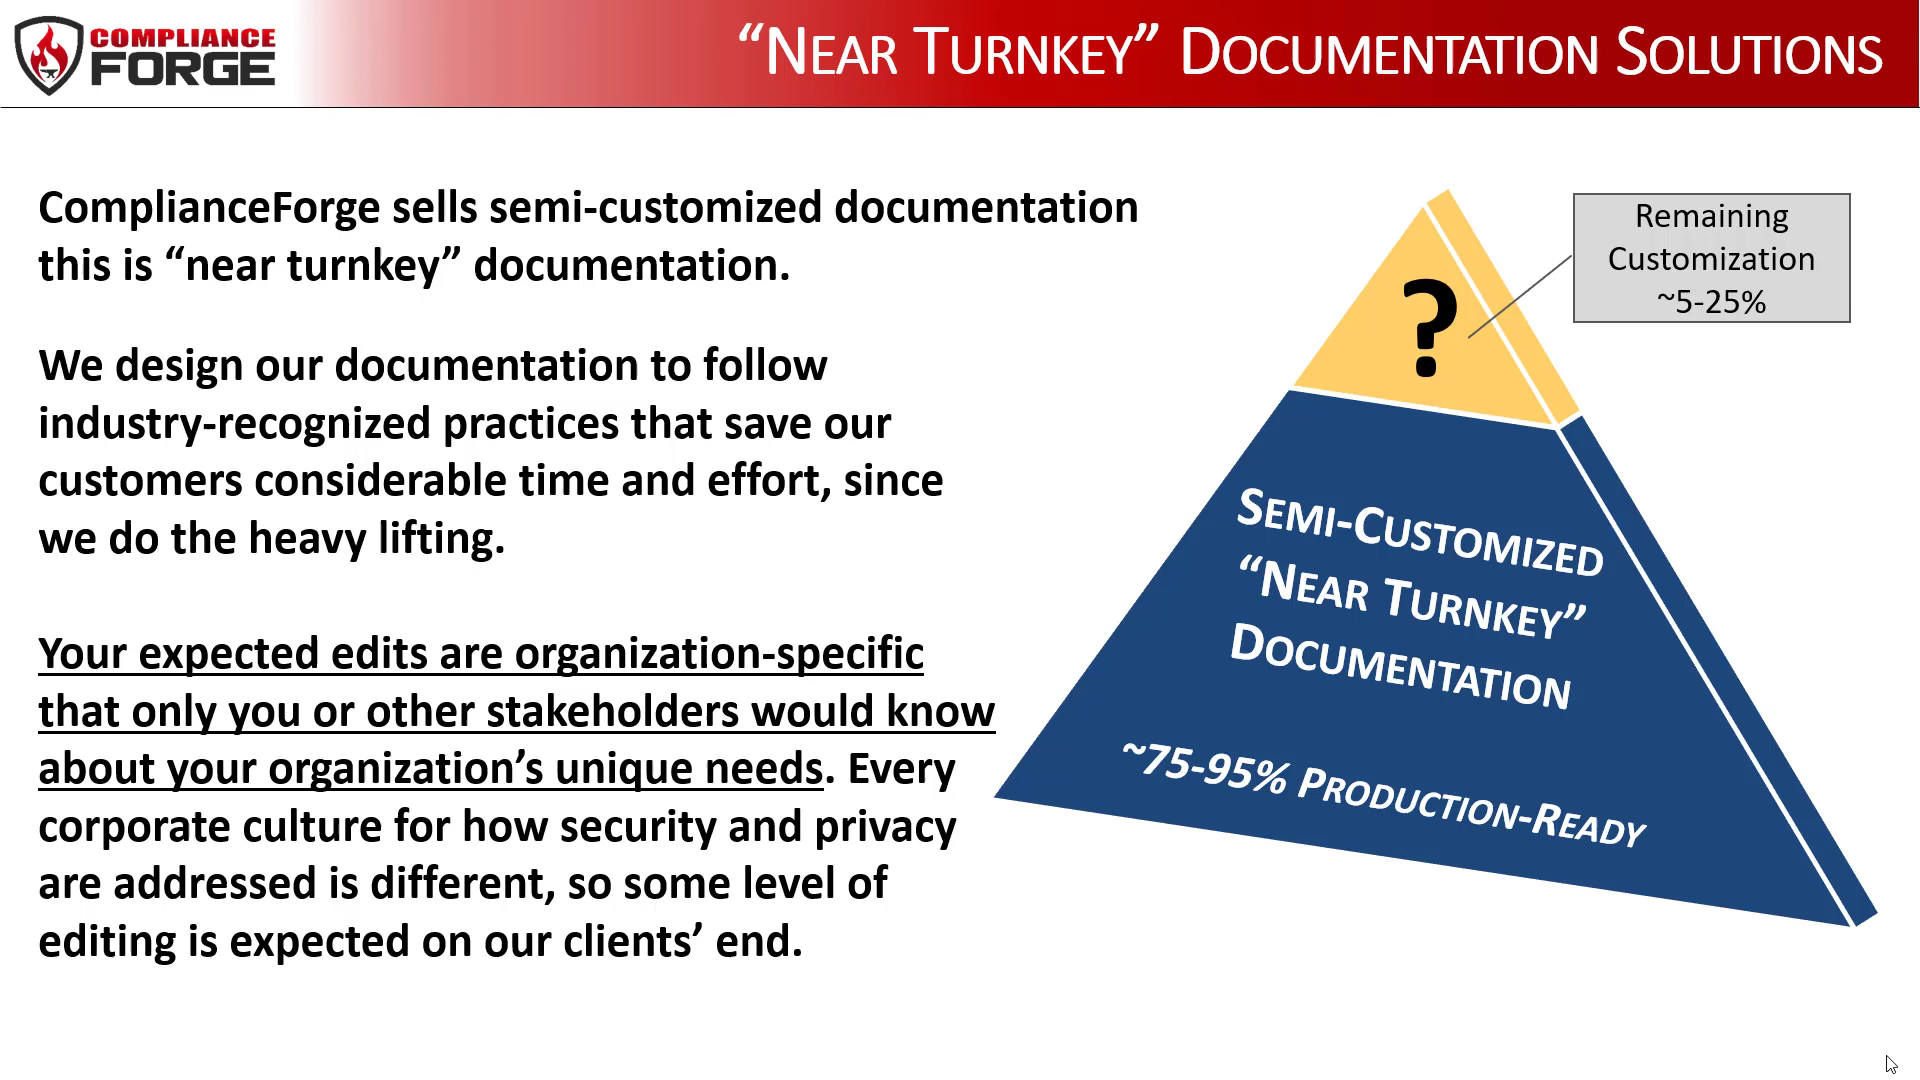 COMPLIANCE
FORGE
“NEAR TURNKEY” DOCUMENTATION SOLUTIONS
ComplianceForge sells semi-customized documentation
this is “near turnkey” documentation.
We design our documentation to follow
industry-recognized practices that save our
customers considerable time and effort, since
we do the heavy lifting.
Your expected edits are organization-specific
that only you or other stakeholders would know
about your organization’s unique needs. Every
corporate culture for how security and privacy
are addressed is different, so some level of
editing is expected on our clients’ end.
Remaining
Customization
~5-25%
?
SEMI-CUSTOMIZED
“NEAR TURNKEY”
DOCUMENTATION
~75-95% PRODUCTION-READY